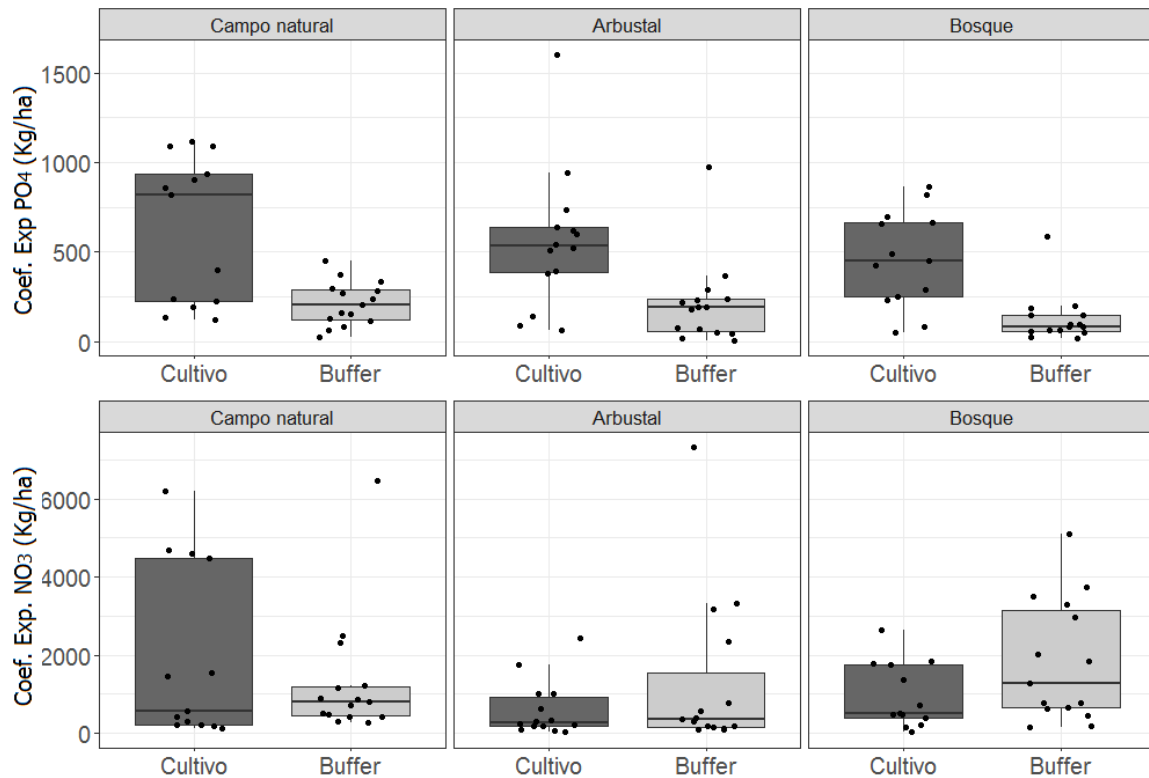 Campo natural Arbustal Bosque
Coef. Exp PO4 (Kg/ha)
1500
1000
500
0
Cultivo Buffer Cultivo Buffer Cultivo Buffer
Campo natural Arbustal Bosque
Coef. Exp. NO3 (Kg/ha)
6000
4000
2000
0
Cultivo Buffer Cultivo Buffer Cultivo Buffer